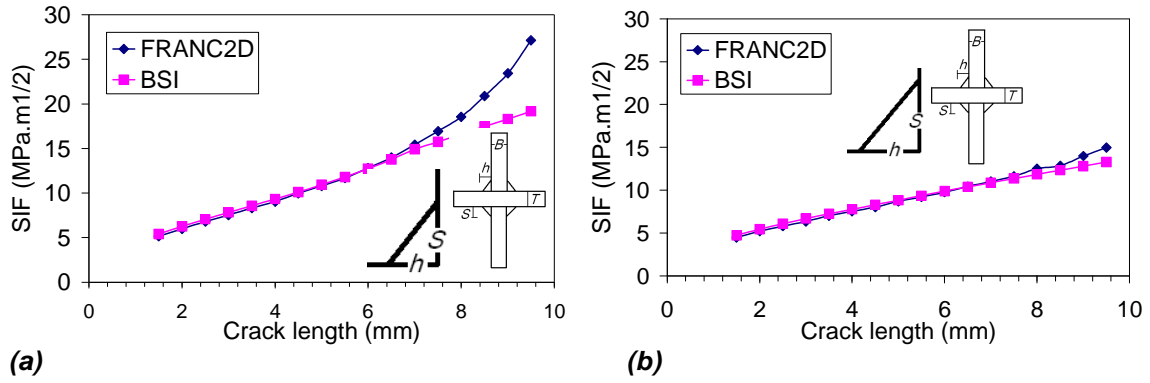 30
25
20
15
10
5
0
SIF (MPa.m1/2)
FRANC2D
BSI
B
h
T
S
S
h
0 2 4 6 8 10
Crack length (mm)
(a)
30
25
20
15
10
5
0
SIF (MPa.m1/2)
FRANC2D
BSI
B
h
T
S
S
h
0 2 4 6 8 10
Crack length (mm)
(b)